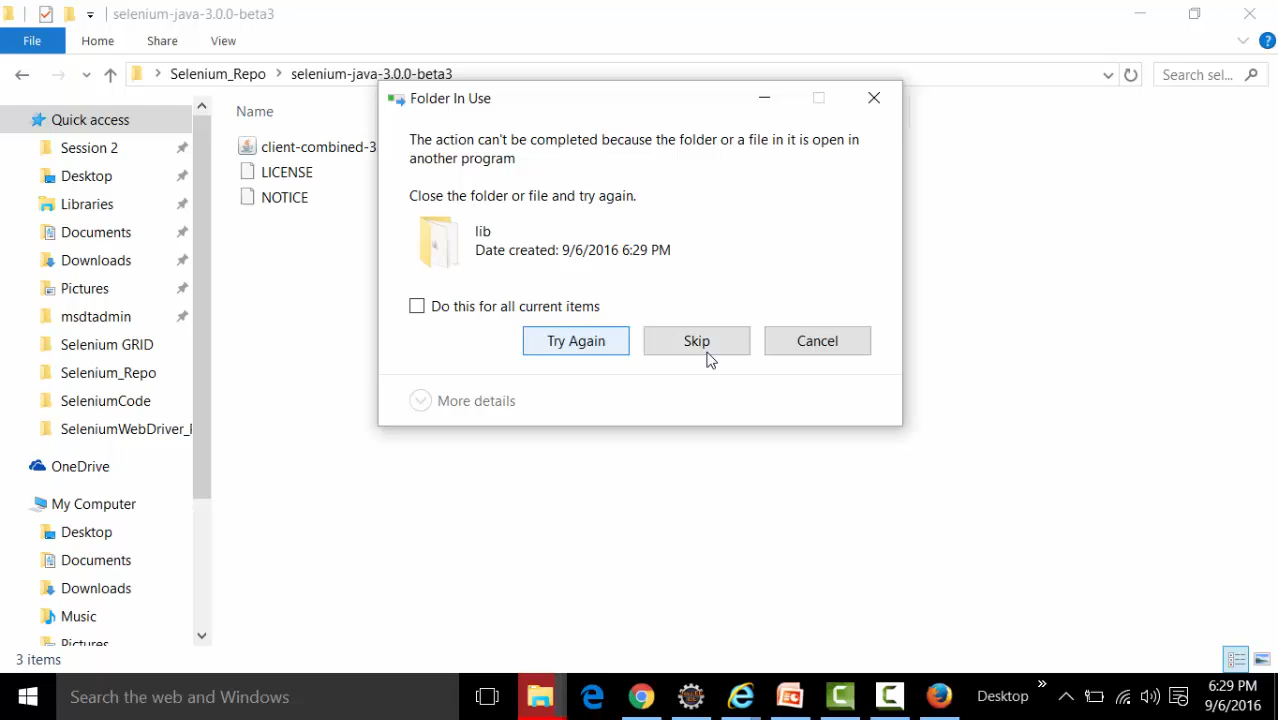 selenium-java-3.0.0-beta3
File
Home
Share
View
Selenium_Repo
selenium-java-3.0.0-beta3
Search sel...
Quick access
Session 2
Desktop
Libraries
Documents
Downloads
Pictures
msdtadmin
Selenium GRID
Selenium_Repo
SeleniumCode
SeleniumWebDriver_
OneDrive
My Computer
Desktop
Documents
Downloads
Music
Pictures
Name
client-combined-3
LICENSE
NOTICE
Folder In Use
The action can't be completed because the folder or a file in it is open in
another program
Close the folder or file and try again.
lib
Date created: 9/6/2016 6:29 PM
Do this for all current items
Try Again
Skip
Cancel
More details
3 items
Search the web and Windows
Desktop
6:29 PM
9/6/2016